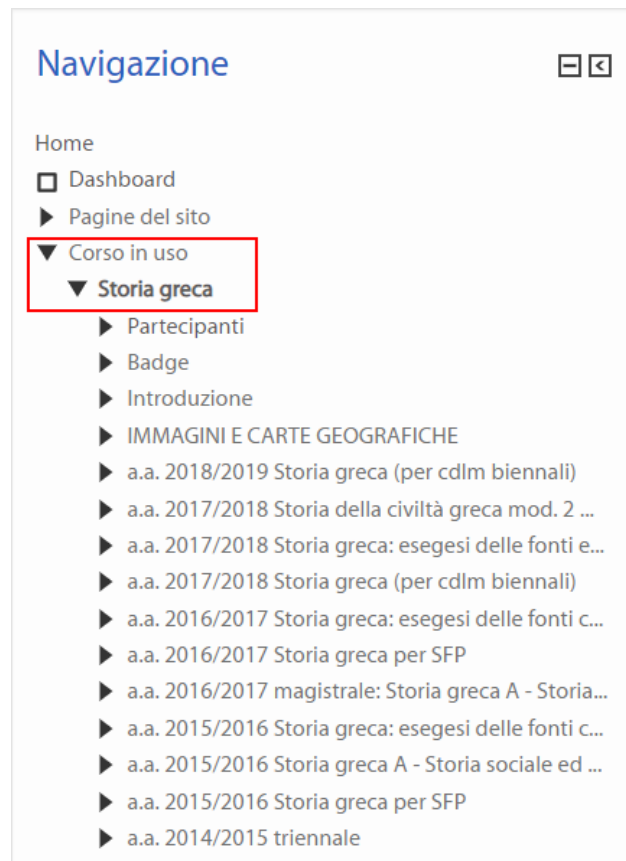 Navigazione
Home
Dashboard
Pagine del sito
Corso in uso
Storia greca
Partecipanti
Badge
Introduzione
IMMAGINI E CARTE GEOGRAFICHE
a.a. 2018/2019 Storia greca (per cdlm biennali)
a.a. 2017/2018 Storia della civiltà greca mod. 2 ...
a.a. 2017/2018 Storia greca: esegesi delle fonti e...
a.a. 2017/2018 Storia greca (per cdlm biennali)
a.a. 2016/2017 Storia greca: esegesi delle fonti c...
a.a. 2016/2017 Storia greca per SFP
a.a. 2016/2017 magistrale: Storia greca A - Storia...
a.a. 2015/2016 Storia greca: esegesi delle fonti c...
a.a. 2015/2016 Storia greca A - Storia sociale ed ...
a.a. 2015/2016 Storia greca per SFP
a.a. 2014/2015 triennale